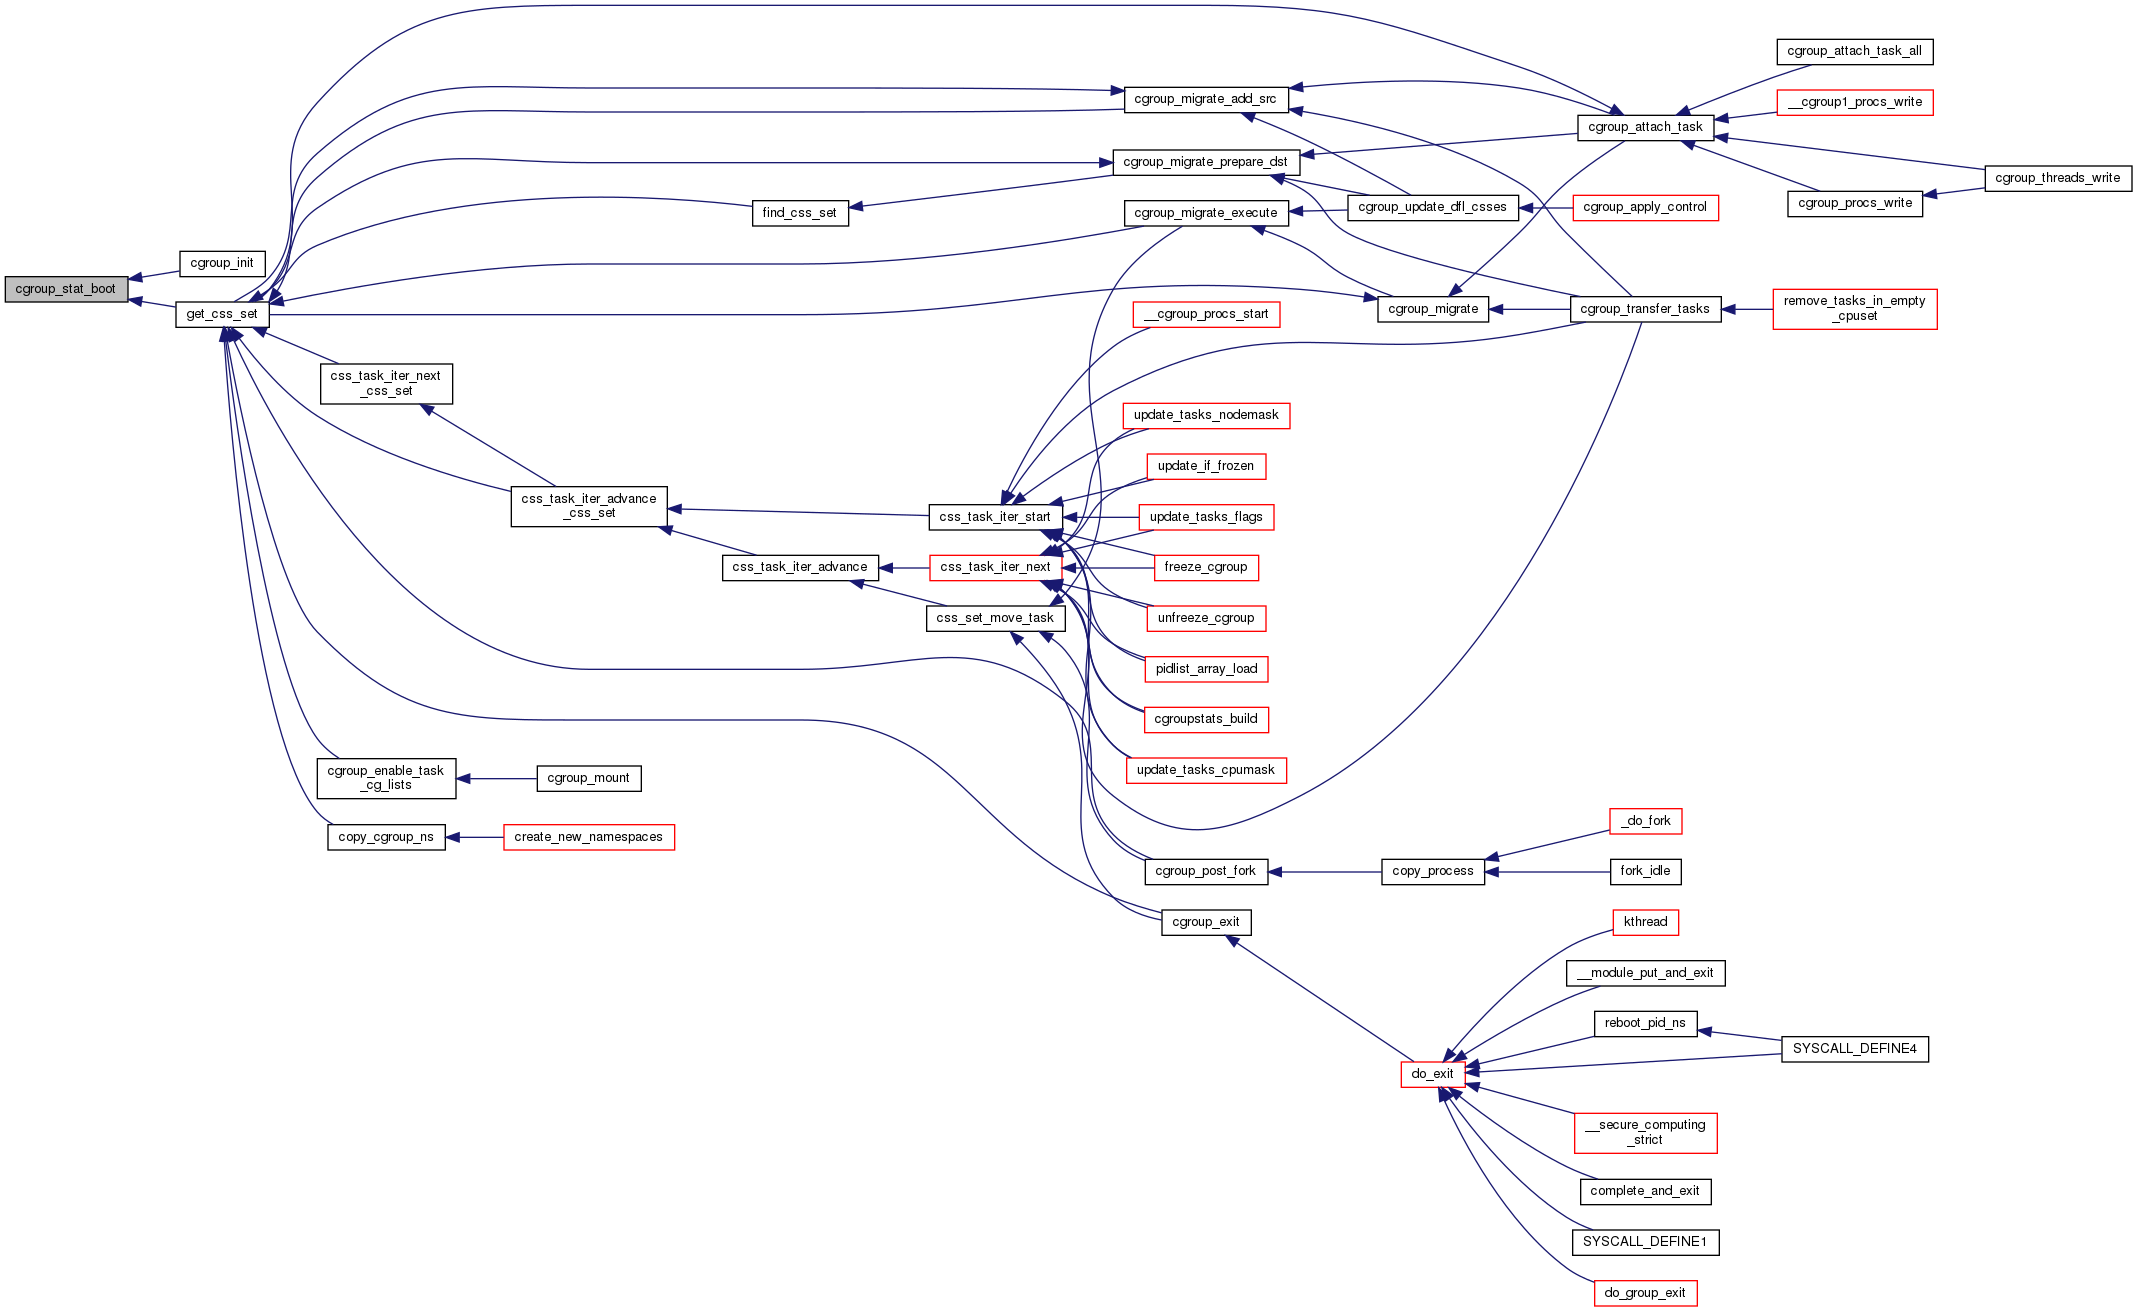 cgroup_stat_boot
cgroup_init
get_css_set
css_task_iter_next
_css_set
cgroup_enable_task
_cg_lists
copy_cgroup_ns
css_task_iter_advance
_css_set
cgroup_mount
create_new_namespaces
find_css_set
css_task_iter_advance
css_task_iter_start
css_task_iter_next
css_set_move_task
cgroup_migrate_add_src
cgroup_migrate_prepare_dst
cgroup_migrate_execute
__cgroup_procs_start
update_tasks_nodemask
update_if_frozen
update_tasks_flags
freeze_cgroup
unfreeze_cgroup
pidlist_array_load
cgroupstats_build
update_tasks_cpumask
cgroup_post_fork
cgroup_exit
cgroup_update_dfl_csses
cgroup_migrate
copy_process
do_exit
cgroup_attach_task
cgroup_apply_control
cgroup_transfer_tasks
_do_fork
fork_idle
kthread
__module_put_and_exit
reboot_pid_ns
__secure_computing
_strict
complete_and_exit
SYSCALL_DEFINE1
do_group_exit
cgroup_attach_task_all
__cgroup1_procs_write
cgroup_procs_write
remove_tasks_in_empty
_cpuset
SYSCALL_DEFINE4
cgroup_threads_write